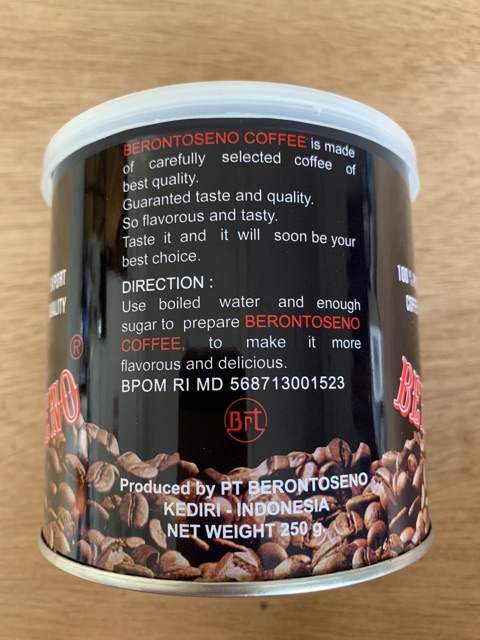 BERONTOSENO COFFEE is made
of carefully selected coffee of
best quality.
Guaranted taste and quality.
So flavorous and tasty.
Taste it and it will soon be your
best choice.
DIRECTION :
Use boiled water and enough
sugar to prepare BERONTOSENO
COFFEE, to make it more
flavorous and delicious.
BPOM RI MD 568713001523
Brt
Produced by PT BERONTOSENO
KEDIRI - INDONESIA
NET WEIGHT 250 g.
®
100%